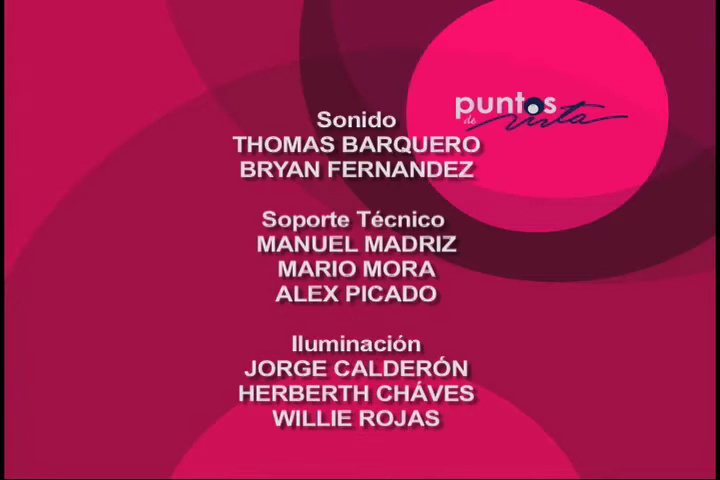 puntos
de vista
Sonido
THOMAS BARQUERO
BRYAN FERNANDEZ
Soporte Técnico
MANUEL MADRIZ
MARIO MORA
ALEX PICADO
Iluminación
JORGE CALDERÓN
HERBERTH CHÁVES
WILLIE ROJAS